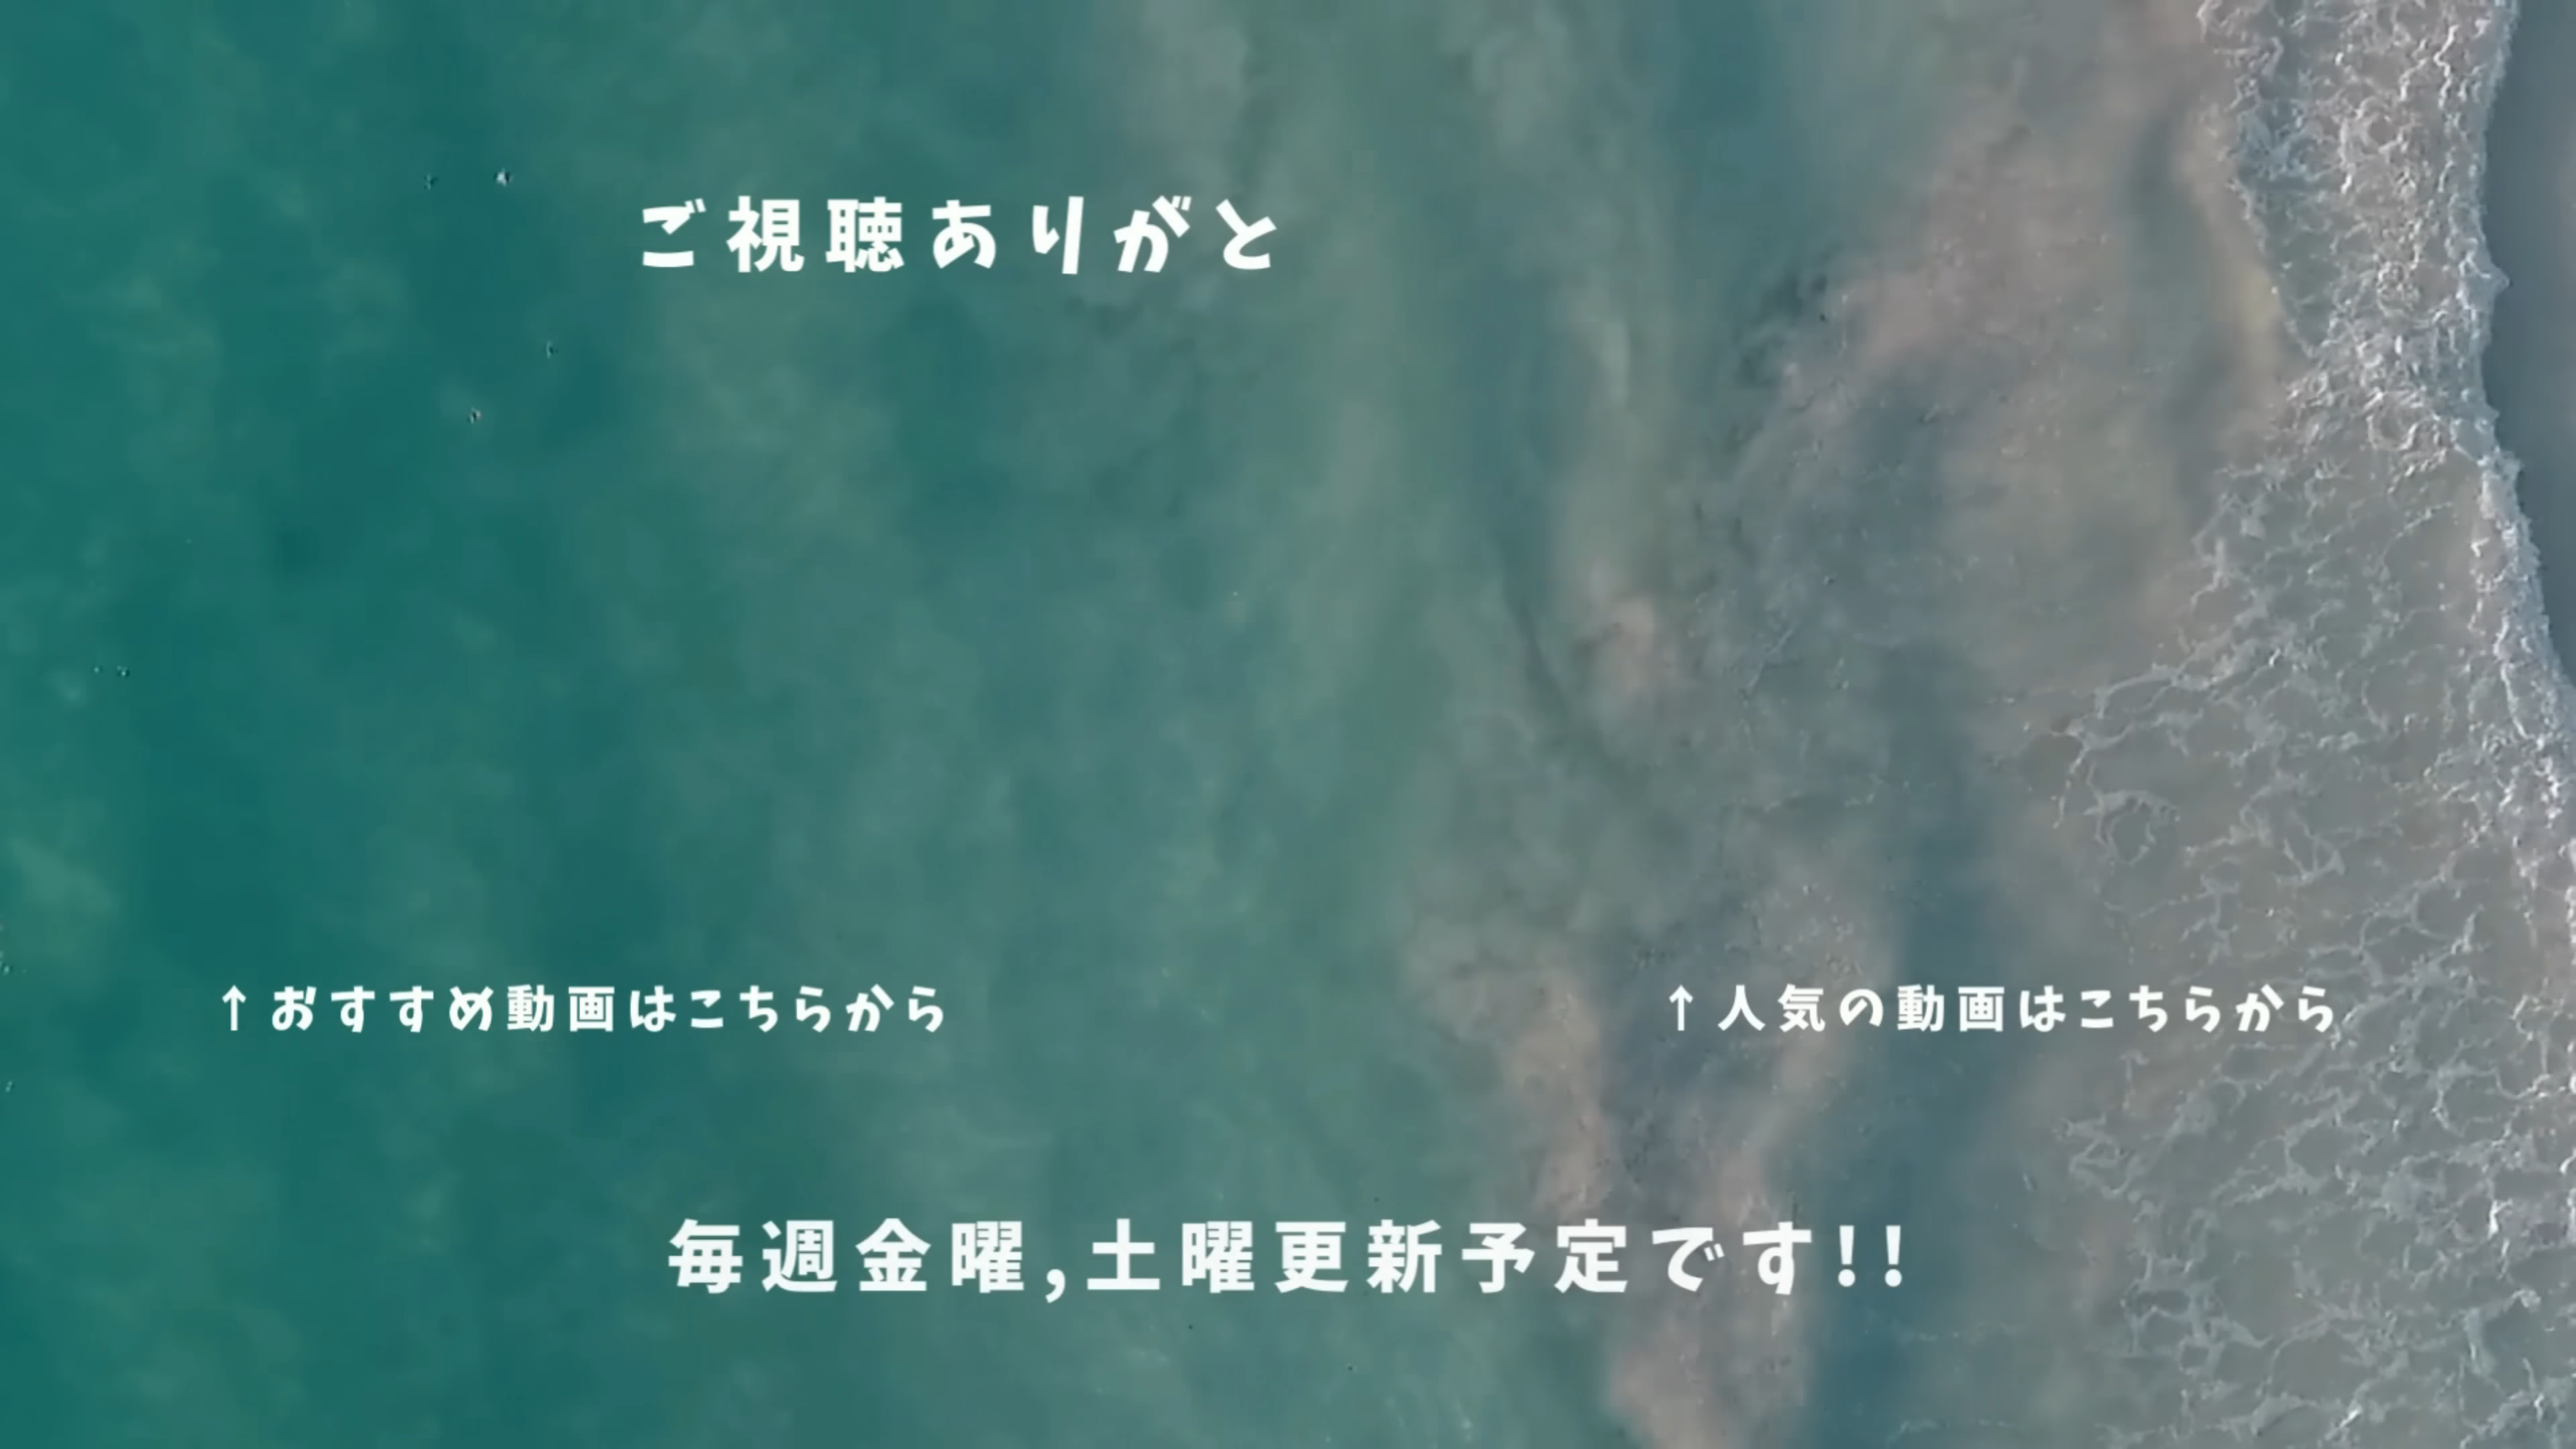 ご視聴ありがと
↑おすすめ動画はこちらから
↑人気の動画はこちらから
毎週金曜,土曜更新予定です!!